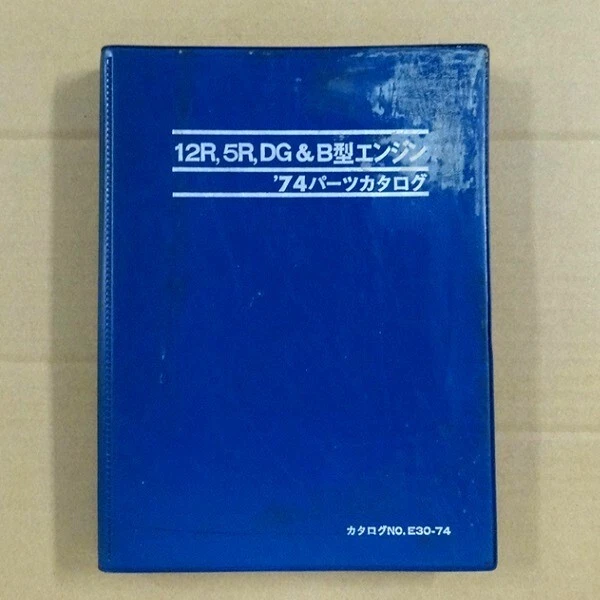 12R, 5R, DG & B型エンジン
'74パーツカタログ
カタログNO. E30-74